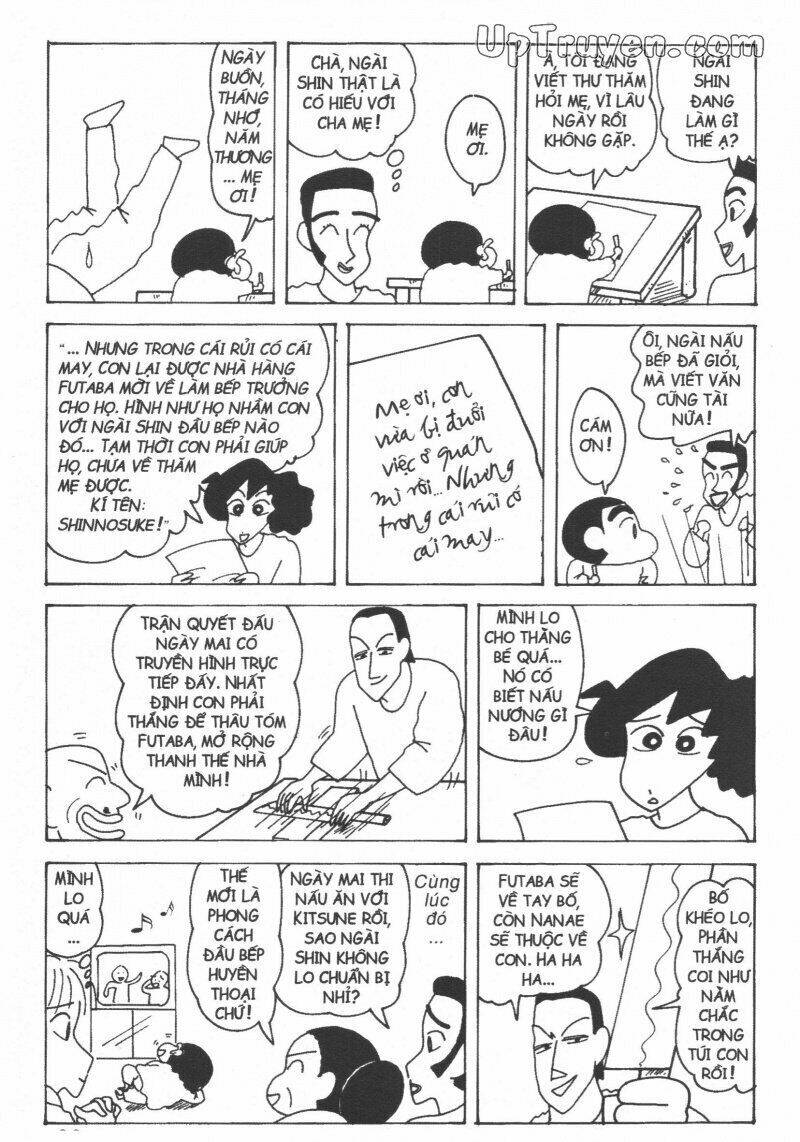 UpTruyen.com
NGÀI
SHIN
ĐANG
LÀM GÌ
THẾ Ạ?
À, TÔI ĐANG
VIẾT THƯ THĂM
HỎI MẸ, VÌ LÂU
NGÀY RỒI
KHÔNG GẶP.
MẸ
ƠI.
CHÀ, NGÀI
SHIN THẬT LÀ
CÓ HIẾU VỚI
CHA MẸ!
NGÀY
BUỒN,
THÁNG
NHỚ,
NĂM
THƯƠNG
... MẸ
ƠI!
ÔI, NGÀI NẤU
BẾP ĐÃ GIỎI,
MÀ VIẾT VĂN
CŨNG TÀI
NỮA!
CÁM
ƠN!
Mẹ ơi, con
vừa bị đuổi
việc ở quán
mì rồi... Nhưng
trong cái rủi có
cái may...
"... NHƯNG TRONG CÁI RỦI CÓ CÁI
MAY, CON LẠI ĐƯỢC NHÀ HÀNG
FUTABA MỜI VỀ LÀM BẾP TRƯỞNG
CHO HỌ. HÌNH NHƯ HỌ NHẦM CON
VỚI NGÀI SHIN ĐẦU BẾP NÀO
ĐÓ... TẠM THỜI CON PHẢI GIÚP
HỌ, CHƯA VỀ THĂM
MẸ ĐƯỢC.
KÍ TÊN:
SHINNOSUKE!"
MÌNH LO
CHO THẰNG
BÉ QUÁ...
NÓ CÓ
BIẾT NẤU
NƯỚNG GÌ
ĐÂU!
TRẬN QUYẾT ĐẤU
NGÀY MAI CÓ
TRUYỀN HÌNH TRỰC
TIẾP ĐẤY. NHẤT
ĐỊNH CON PHẢI
THẮNG ĐỂ THÂU TÓM
FUTABA, MỞ RỘNG
THANH THẾ NHÀ
MÌNH!
BỐ
KHÉO LO,
PHẦN
THẮNG
COI NHƯ
NẰM
CHẮC
TRONG
TÚI CON
RỒI!
FUTABA SẼ
VỀ TAY BỐ,
CÒN NANAE
SẼ THUỘC VỀ
CON. HA HA
HA...
Cùng
lúc
đó
...
NGÀY MAI THI
NẤU ĂN VỚI
KITSUNE RỒI,
SAO NGÀI
SHIN KHÔNG
LO CHUẨN BỊ
NHỈ?
THẾ
MỚI LÀ
PHONG
CÁCH
ĐẦU BẾP
HUYỀN
THOẠI
CHỨ!
MÌNH
LO
QUÁ
...